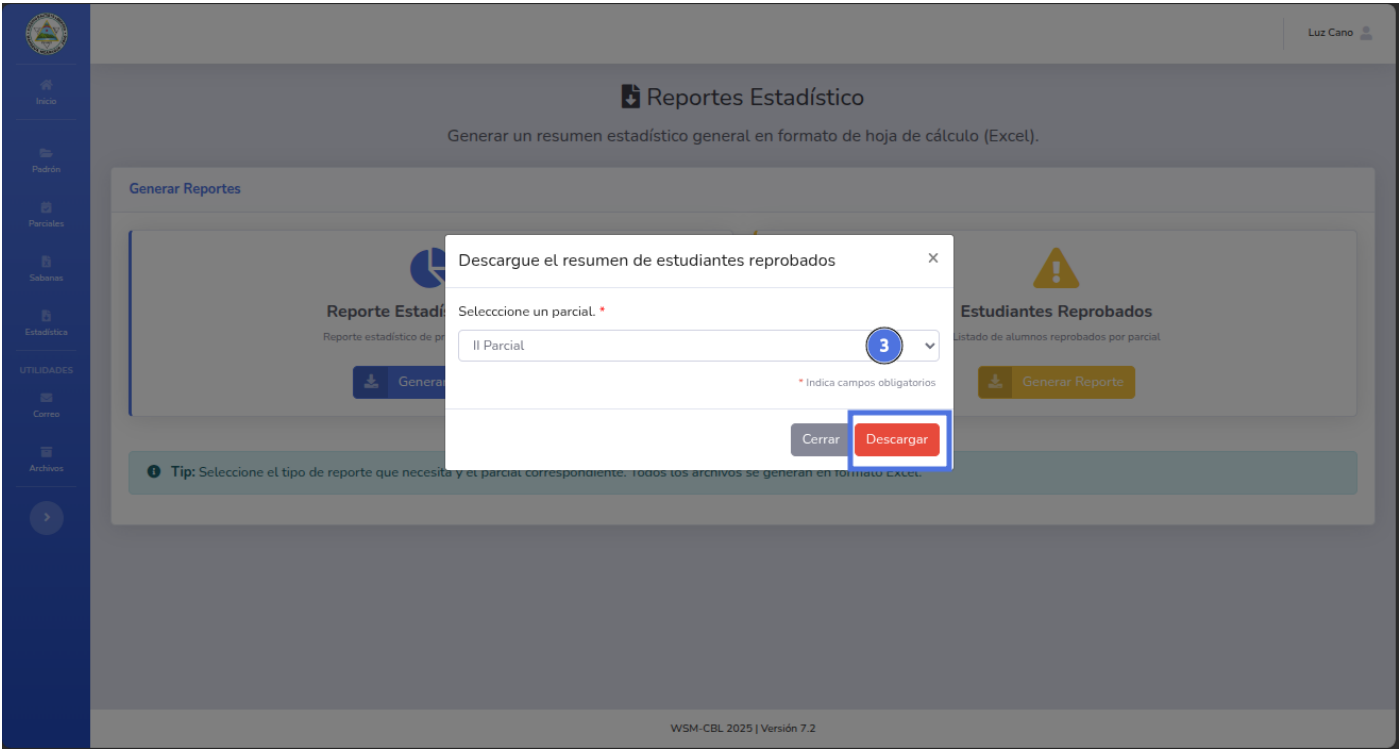 Luz Cano
Inicio
Padrón
Parciales
Sabanas
Estadística
UTILIDADES
Correo
Archivos
Reportes Estadístico
Generar un resumen estadístico general en formato de hoja de cálculo (Excel).
Generar Reportes
Reporte Estadí
Reporte estadístico de pr
Genera
Descargue el resumen de estudiantes reprobados
×
Selecccione un parcial. *
II Parcial
3
* Indica campos obligatorios
Cerrar
Descargar
Estudiantes Reprobados
Listado de alumnos reprobados por parcial
Generar Reporte
Tip: Seleccione el tipo de reporte que necesita y el parcial correspondiente. Todos los archivos se generan en formato Excel.
WSM-CBL 2025 | Versión 7.2